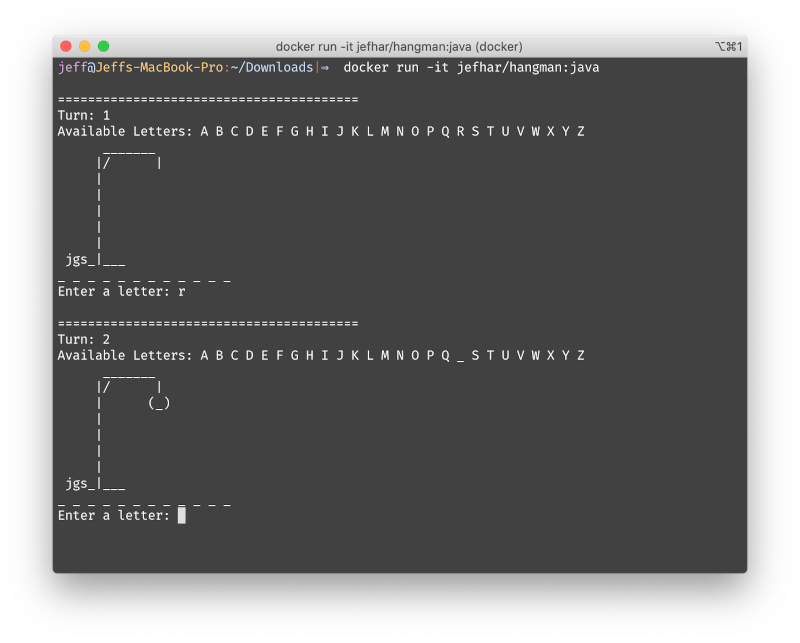 docker run -it jefhar/hangman:java (docker)
⌥⌘1
jeff@Jeffs-MacBook-Pro:~/Downloads|⇒  docker run -it jefhar/hangman:java
========================================
Turn: 1
Available Letters: A B C D E F G H I J K L M N O P Q R S T U V W X Y Z
      _______
     |/      |
     |
     |
     |
     |
     |
 jgs_|___
_ _ _ _ _ _ _ _ _ _ _ _
Enter a letter: r
========================================
Turn: 2
Available Letters: A B C D E F G H I J K L M N O P Q _ S T U V W X Y Z
      _______
     |/      |
     |      (_)
     |
     |
     |
     |
 jgs_|___
_ _ _ _ _ _ _ _ _ _ _ _
Enter a letter: